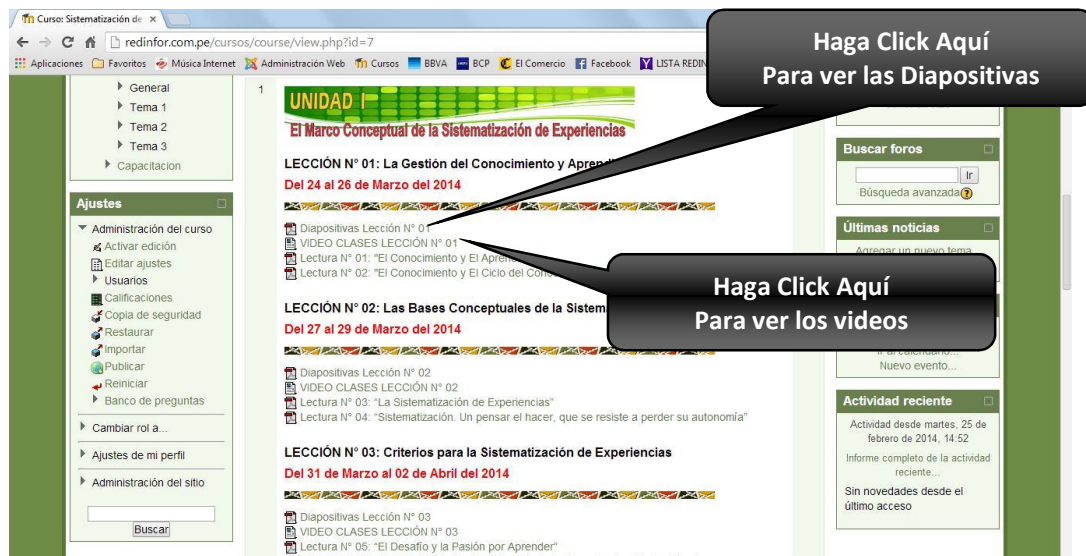 Curso: Sistematización de
redinfor.com.pe/cursos/course/view.php?id=7
Aplicaciones Favoritos Música Internet Administración Web Cursos BBVA BCP El Comercio Facebook LISTA REDIN
Haga Click Aquí
Para ver las Diapositivas
General
Tema 1
Tema 2
Tema 3
Capacitacion
Ajustes
Administración del curso
Activar edición
Editar ajustes
Usuarios
Calificaciones
Copia de seguridad
Restaurar
Importar
Publicar
Reiniciar
Banco de preguntas
Cambiar rol a...
Ajustes de mi perfil
Administración del sitio
Buscar
1
UNIDAD I
El Marco Conceptual de la Sistematización de Experiencias
LECCIÓN N° 01: La Gestión del Conocimiento y Aprendi
Del 24 al 26 de Marzo del 2014
Diapositivas Lección N° 01
VIDEO CLASES LECCIÓN N° 01
Lectura N° 01: "El Conocimiento y El Apren
Lectura N° 02: "El Conocimiento y El Ciclo del Cono
Haga Click Aquí
Para ver los videos
LECCIÓN N° 02: Las Bases Conceptuales de la Sistema
Del 27 al 29 de Marzo del 2014
Diapositivas Lección N° 02
VIDEO CLASES LECCIÓN N° 02
Lectura N° 03: "La Sistematización de Experiencias"
Lectura N° 04: "Sistematización. Un pensar el hacer, que se resiste a perder su autonomía"
LECCIÓN N° 03: Criterios para la Sistematización de Experiencias
Del 31 de Marzo al 02 de Abril del 2014
Diapositivas Lección N° 03
VIDEO CLASES LECCIÓN N° 03
Lectura N° 05: "El Desafío y la Pasión por Aprender"
Buscar foros
Ir
Búsqueda avanzada
Últimas noticias
Agregar un nuevo tema
Ir al calendario...
Nuevo evento...
Actividad reciente
Actividad desde martes, 25 de
febrero de 2014, 14:52
Informe completo de la actividad
reciente...
Sin novedades desde el
último acceso